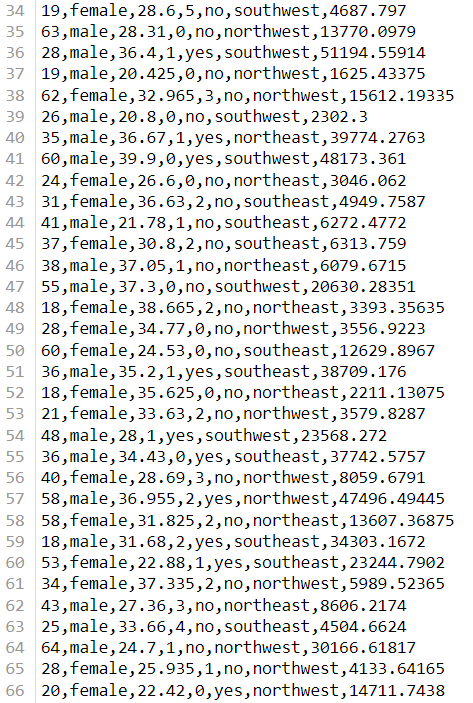 34 19,female,28.6,5,no,southwest,4687.797
35 63,male,28.31,0,no,northwest,13770.0979
36 28,male,36.4,1,yes,southwest,51194.55914
37 19,male,20.425,0,no,northwest,1625.43375
38 62,female,32.965,3,no,northwest,15612.19335
39 26,male,20.8,0,no,southwest,2302.3
40 35,male,36.67,1,yes,northeast,39774.2763
41 60,male,39.9,0,yes,southwest,48173.361
42 24,female,26.6,0,no,northeast,3046.062
43 31,female,36.63,2,no,southeast,4949.7587
44 41,male,21.78,1,no,southeast,6272.4772
45 37,female,30.8,2,no,southeast,6313.759
46 38,male,37.05,1,no,northeast,6079.6715
47 55,male,37.3,0,no,southwest,20630.28351
48 18,female,38.665,2,no,northeast,3393.35635
49 28,female,34.77,0,no,northwest,3556.9223
50 60,female,24.53,0,no,southeast,12629.8967
51 36,male,35.2,1,yes,southeast,38709.176
52 18,female,35.625,0,no,northeast,2211.13075
53 21,female,33.63,2,no,northwest,3579.8287
54 48,male,28,1,yes,southwest,23568.272
55 36,male,34.43,0,yes,southeast,37742.5757
56 40,female,28.69,3,no,northwest,8059.6791
57 58,male,36.955,2,yes,northwest,47496.49445
58 58,female,31.825,2,no,northeast,13607.36875
59 18,male,31.68,2,yes,southeast,34303.1672
60 53,female,22.88,1,yes,southeast,23244.7902
61 34,female,37.335,2,no,northwest,5989.52365
62 43,male,27.36,3,no,northeast,8606.2174
63 25,male,33.66,4,no,southeast,4504.6624
64 64,male,24.7,1,no,northwest,30166.61817
65 28,female,25.935,1,no,northwest,4133.64165
66 20,female,22.42,0,yes,northwest,14711.7438